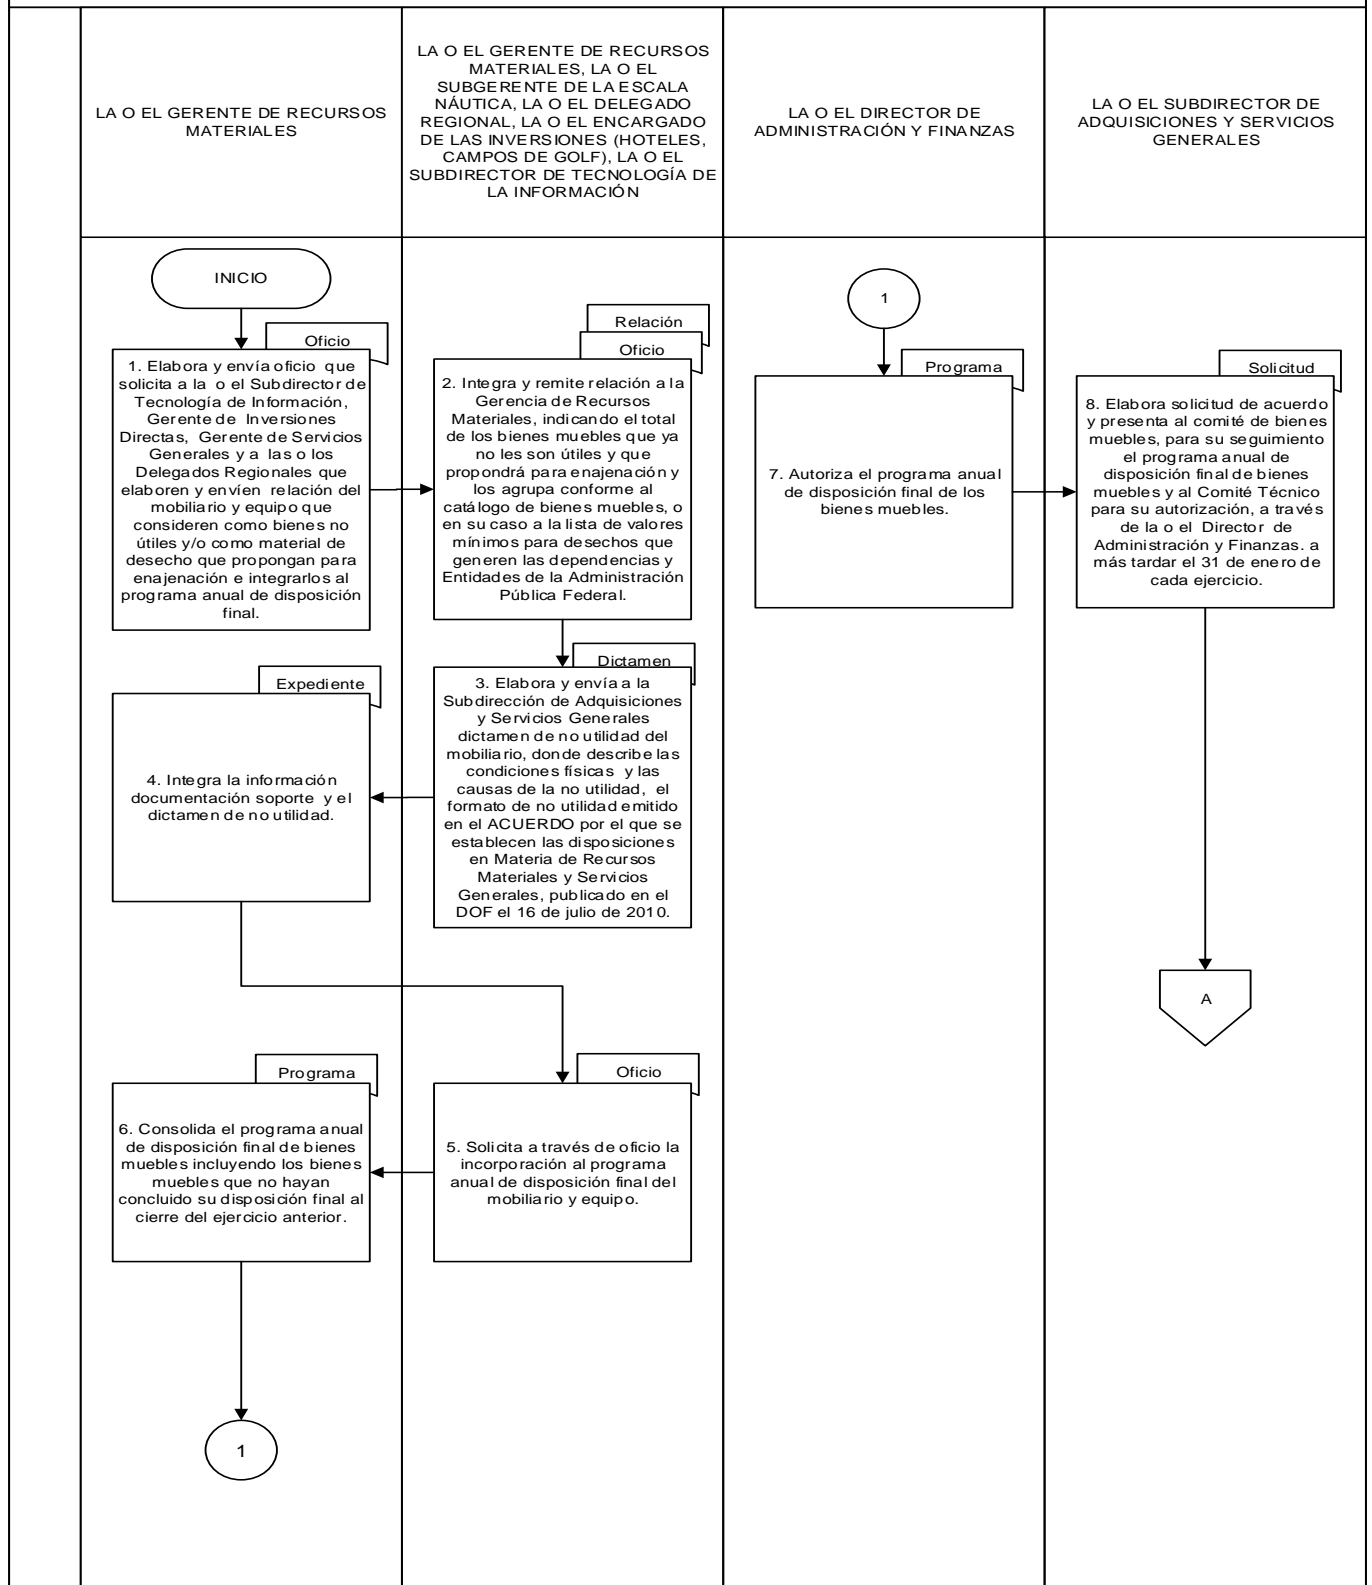 LA O EL GERENTE DE RECURSOS
MATERIALES
LA O EL GERENTE DE RECURSOS
MATERIALES, LA O EL
SUBGERENTE DE LA ESCALA
NÁUTICA, LA O EL DELEGADO
REGIONAL, LA O EL ENCARGADO
DE LAS INVERSIONES (HOTELES,
CAMPOS DE GOLF), LA O EL
SUBDIRECTOR DE TECNOLOGÍA DE
LA INFORMACIÓN
LA O EL DIRECTOR DE
ADMINISTRACIÓN Y FINANZAS
LA O EL SUBDIRECTOR DE
ADQUISICIONES Y SERVICIOS
GENERALES
INICIO
Oficio
1. Elabora y envía oficio que
solicita a la o el Subdirector de
Tecnología de Información,
Gerente de Inversiones
Directas, Gerente de Servicios
Generales y a las o los
Delegados Regionales que
elaboren y envíen relación del
mobiliario y equipo que
consideren como bienes no
útiles y/o como material de
desecho que propongan para
enajenación e integrarlos al
programa anual de disposición
final.
Relación
Oficio
2. Integra y remite relación a la
Gerencia de Recursos
Materiales, indicando el total
de los bienes muebles que ya
no les son útiles y que
propondrá para enajenación y
los agrupa conforme al
catálogo de bienes muebles, o
en su caso a la lista de valores
mínimos para desechos que
generen las dependencias y
Entidades de la Administración
Pública Federal.
Dictamen
3. Elabora y envía a la
Subdirección de Adquisiciones
y Servicios Generales
dictamen de no utilidad del
mobiliario, donde describe las
condiciones físicas y las
causas de la no utilidad, el
formato de no utilidad emitido
en el ACUERDO por el que se
establecen las disposiciones
en Materia de Recursos
Materiales y Servicios
Generales, publicado en el
DOF el 16 de julio de 2010.
Expediente
4. Integra la información
documentación soporte y el
dictamen de no utilidad.
Oficio
5. Solicita a través de oficio la
incorporación al programa
anual de disposición final del
mobiliario y equipo.
Programa
6. Consolida el programa anual
de disposición final de bienes
muebles incluyendo los bienes
muebles que no hayan
concluido su disposición final al
cierre del ejercicio anterior.
1
1
Programa
7. Autoriza el programa anual
de disposición final de los
bienes muebles.
Solicitud
8. Elabora solicitud de acuerdo
y presenta al comité de bienes
muebles, para su seguimiento
el programa anual de
disposición final de bienes
muebles y al Comité Técnico
para su autorización, a través
de la o el Director de
Administración y Finanzas. a
más tardar el 31 de enero de
cada ejercicio.
A